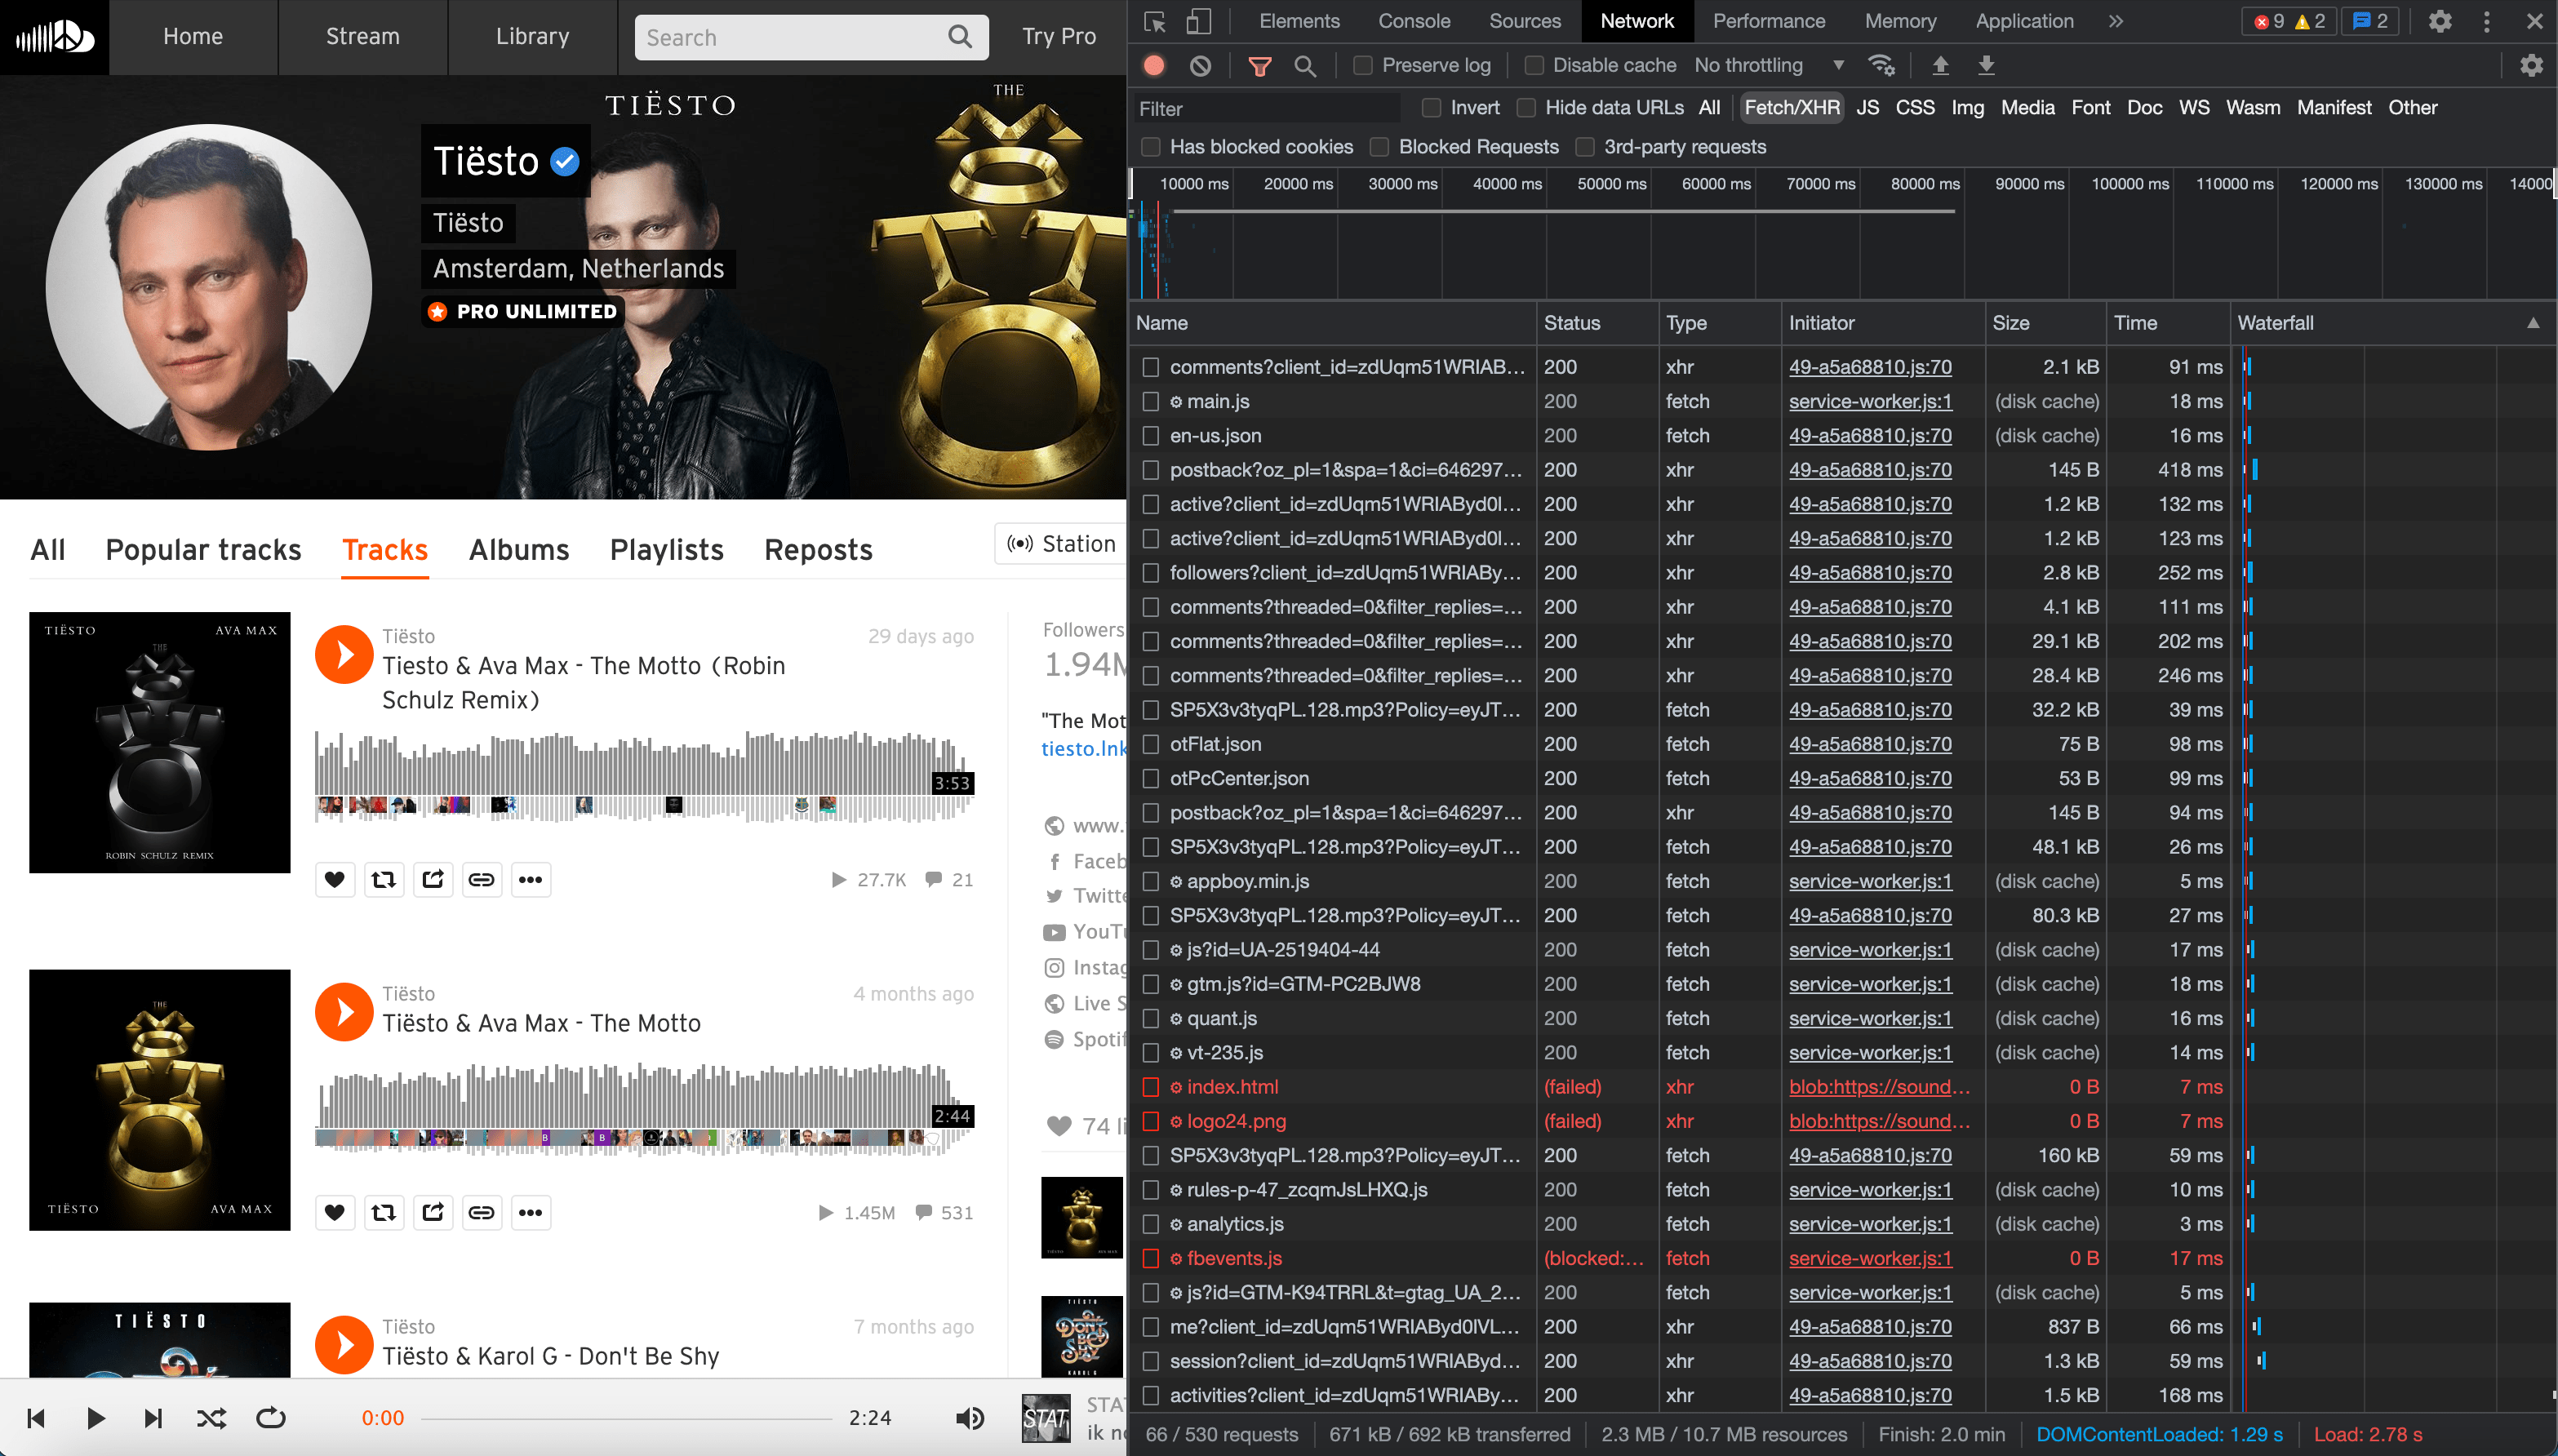 Home
Stream
Library
Search
Try Pro
TIËSTO
THE
Tiësto
Tiësto
Amsterdam, Netherlands
PRO UNLIMITED
All
Popular tracks
Tracks
Albums
Playlists
Reposts
Station
TIËSTO
AVA MAX
THE
ROBIN SCHULZ REMIX
Tiësto
29 days ago
Tiesto & Ava Max - The Motto (Robin
Schulz Remix)
3:53
27.7K
21
THE
TIËSTO
AVA MAX
Tiësto
4 months ago
Tiësto & Ava Max - The Motto
2:44
1.45M
531
TIËSTO
Tiësto
7 months ago
Tiësto & Karol G - Don't Be Shy
Followers
1.94M
"The Mot
tiesto.lnk
www.
Faceb
Twitte
YouTu
Instag
Live S
Spotif
74 li
TIËSTO
DON'T BE SHY
KAROL G
0:00
2:24
STAT
STAT
ik no
Elements
Console
Sources
Network
Performance
Memory
Application
9
2
2
Preserve log
Disable cache
No throttling
Filter
Invert
Hide data URLs
All
Fetch/XHR
JS
CSS
Img
Media
Font
Doc
WS
Wasm
Manifest
Other
Has blocked cookies
Blocked Requests
3rd-party requests
10000 ms
20000 ms
30000 ms
40000 ms
50000 ms
60000 ms
70000 ms
80000 ms
90000 ms
100000 ms
110000 ms
120000 ms
130000 ms
14000
Name Status Type Initiator Size Time Waterfall
comments?client_id=zdUqm51WRIAB… 200 xhr 49-a5a68810.js:70 2.1 kB 91 ms
main.js 200 fetch service-worker.js:1 (disk cache) 18 ms
en-us.json 200 fetch 49-a5a68810.js:70 (disk cache) 16 ms
postback?oz_pl=1&spa=1&ci=646297… 200 xhr 49-a5a68810.js:70 145 B 418 ms
active?client_id=zdUqm51WRIAByd0I… 200 xhr 49-a5a68810.js:70 1.2 kB 132 ms
active?client_id=zdUqm51WRIAByd0I… 200 xhr 49-a5a68810.js:70 1.2 kB 123 ms
followers?client_id=zdUqm51WRIABy… 200 xhr 49-a5a68810.js:70 2.8 kB 252 ms
comments?threaded=0&filter_replies=… 200 xhr 49-a5a68810.js:70 4.1 kB 111 ms
comments?threaded=0&filter_replies=… 200 xhr 49-a5a68810.js:70 29.1 kB 202 ms
comments?threaded=0&filter_replies=… 200 xhr 49-a5a68810.js:70 28.4 kB 246 ms
SP5X3v3tyqPL.128.mp3?Policy=eyJT… 200 fetch 49-a5a68810.js:70 32.2 kB 39 ms
otFlat.json 200 fetch 49-a5a68810.js:70 75 B 98 ms
otPcCenter.json 200 fetch 49-a5a68810.js:70 53 B 99 ms
postback?oz_pl=1&spa=1&ci=646297… 200 xhr 49-a5a68810.js:70 145 B 94 ms
SP5X3v3tyqPL.128.mp3?Policy=eyJT… 200 fetch 49-a5a68810.js:70 48.1 kB 26 ms
appboy.min.js 200 fetch service-worker.js:1 (disk cache) 5 ms
SP5X3v3tyqPL.128.mp3?Policy=eyJT… 200 fetch 49-a5a68810.js:70 80.3 kB 27 ms
js?id=UA-2519404-44 200 fetch service-worker.js:1 (disk cache) 17 ms
gtm.js?id=GTM-PC2BJW8 200 fetch service-worker.js:1 (disk cache) 18 ms
quant.js 200 fetch service-worker.js:1 (disk cache) 16 ms
vt-235.js 200 fetch service-worker.js:1 (disk cache) 14 ms
index.html (failed) xhr blob:https://sound… 0 B 7 ms
logo24.png (failed) xhr blob:https://sound… 0 B 7 ms
SP5X3v3tyqPL.128.mp3?Policy=eyJT… 200 fetch 49-a5a68810.js:70 160 kB 59 ms
rules-p-47_zcqmJsLHXQ.js 200 fetch service-worker.js:1 (disk cache) 10 ms
analytics.js 200 fetch service-worker.js:1 (disk cache) 3 ms
fbevents.js (blocked:… fetch service-worker.js:1 0 B 17 ms
js?id=GTM-K94TRRL&t=gtag_UA_2… 200 fetch service-worker.js:1 (disk cache) 5 ms
me?client_id=zdUqm51WRIAByd0lVL… 200 xhr 49-a5a68810.js:70 837 B 66 ms
session?client_id=zdUqm51WRIAByd… 200 xhr 49-a5a68810.js:70 1.3 kB 59 ms
activities?client_id=zdUqm51WRIABy… 200 xhr 49-a5a68810.js:70 1.5 kB 168 ms
66 / 530 requests
671 kB / 692 kB transferred
2.3 MB / 10.7 MB resources
Finish: 2.0 min
DOMContentLoaded: 1.29 s
Load: 2.78 s